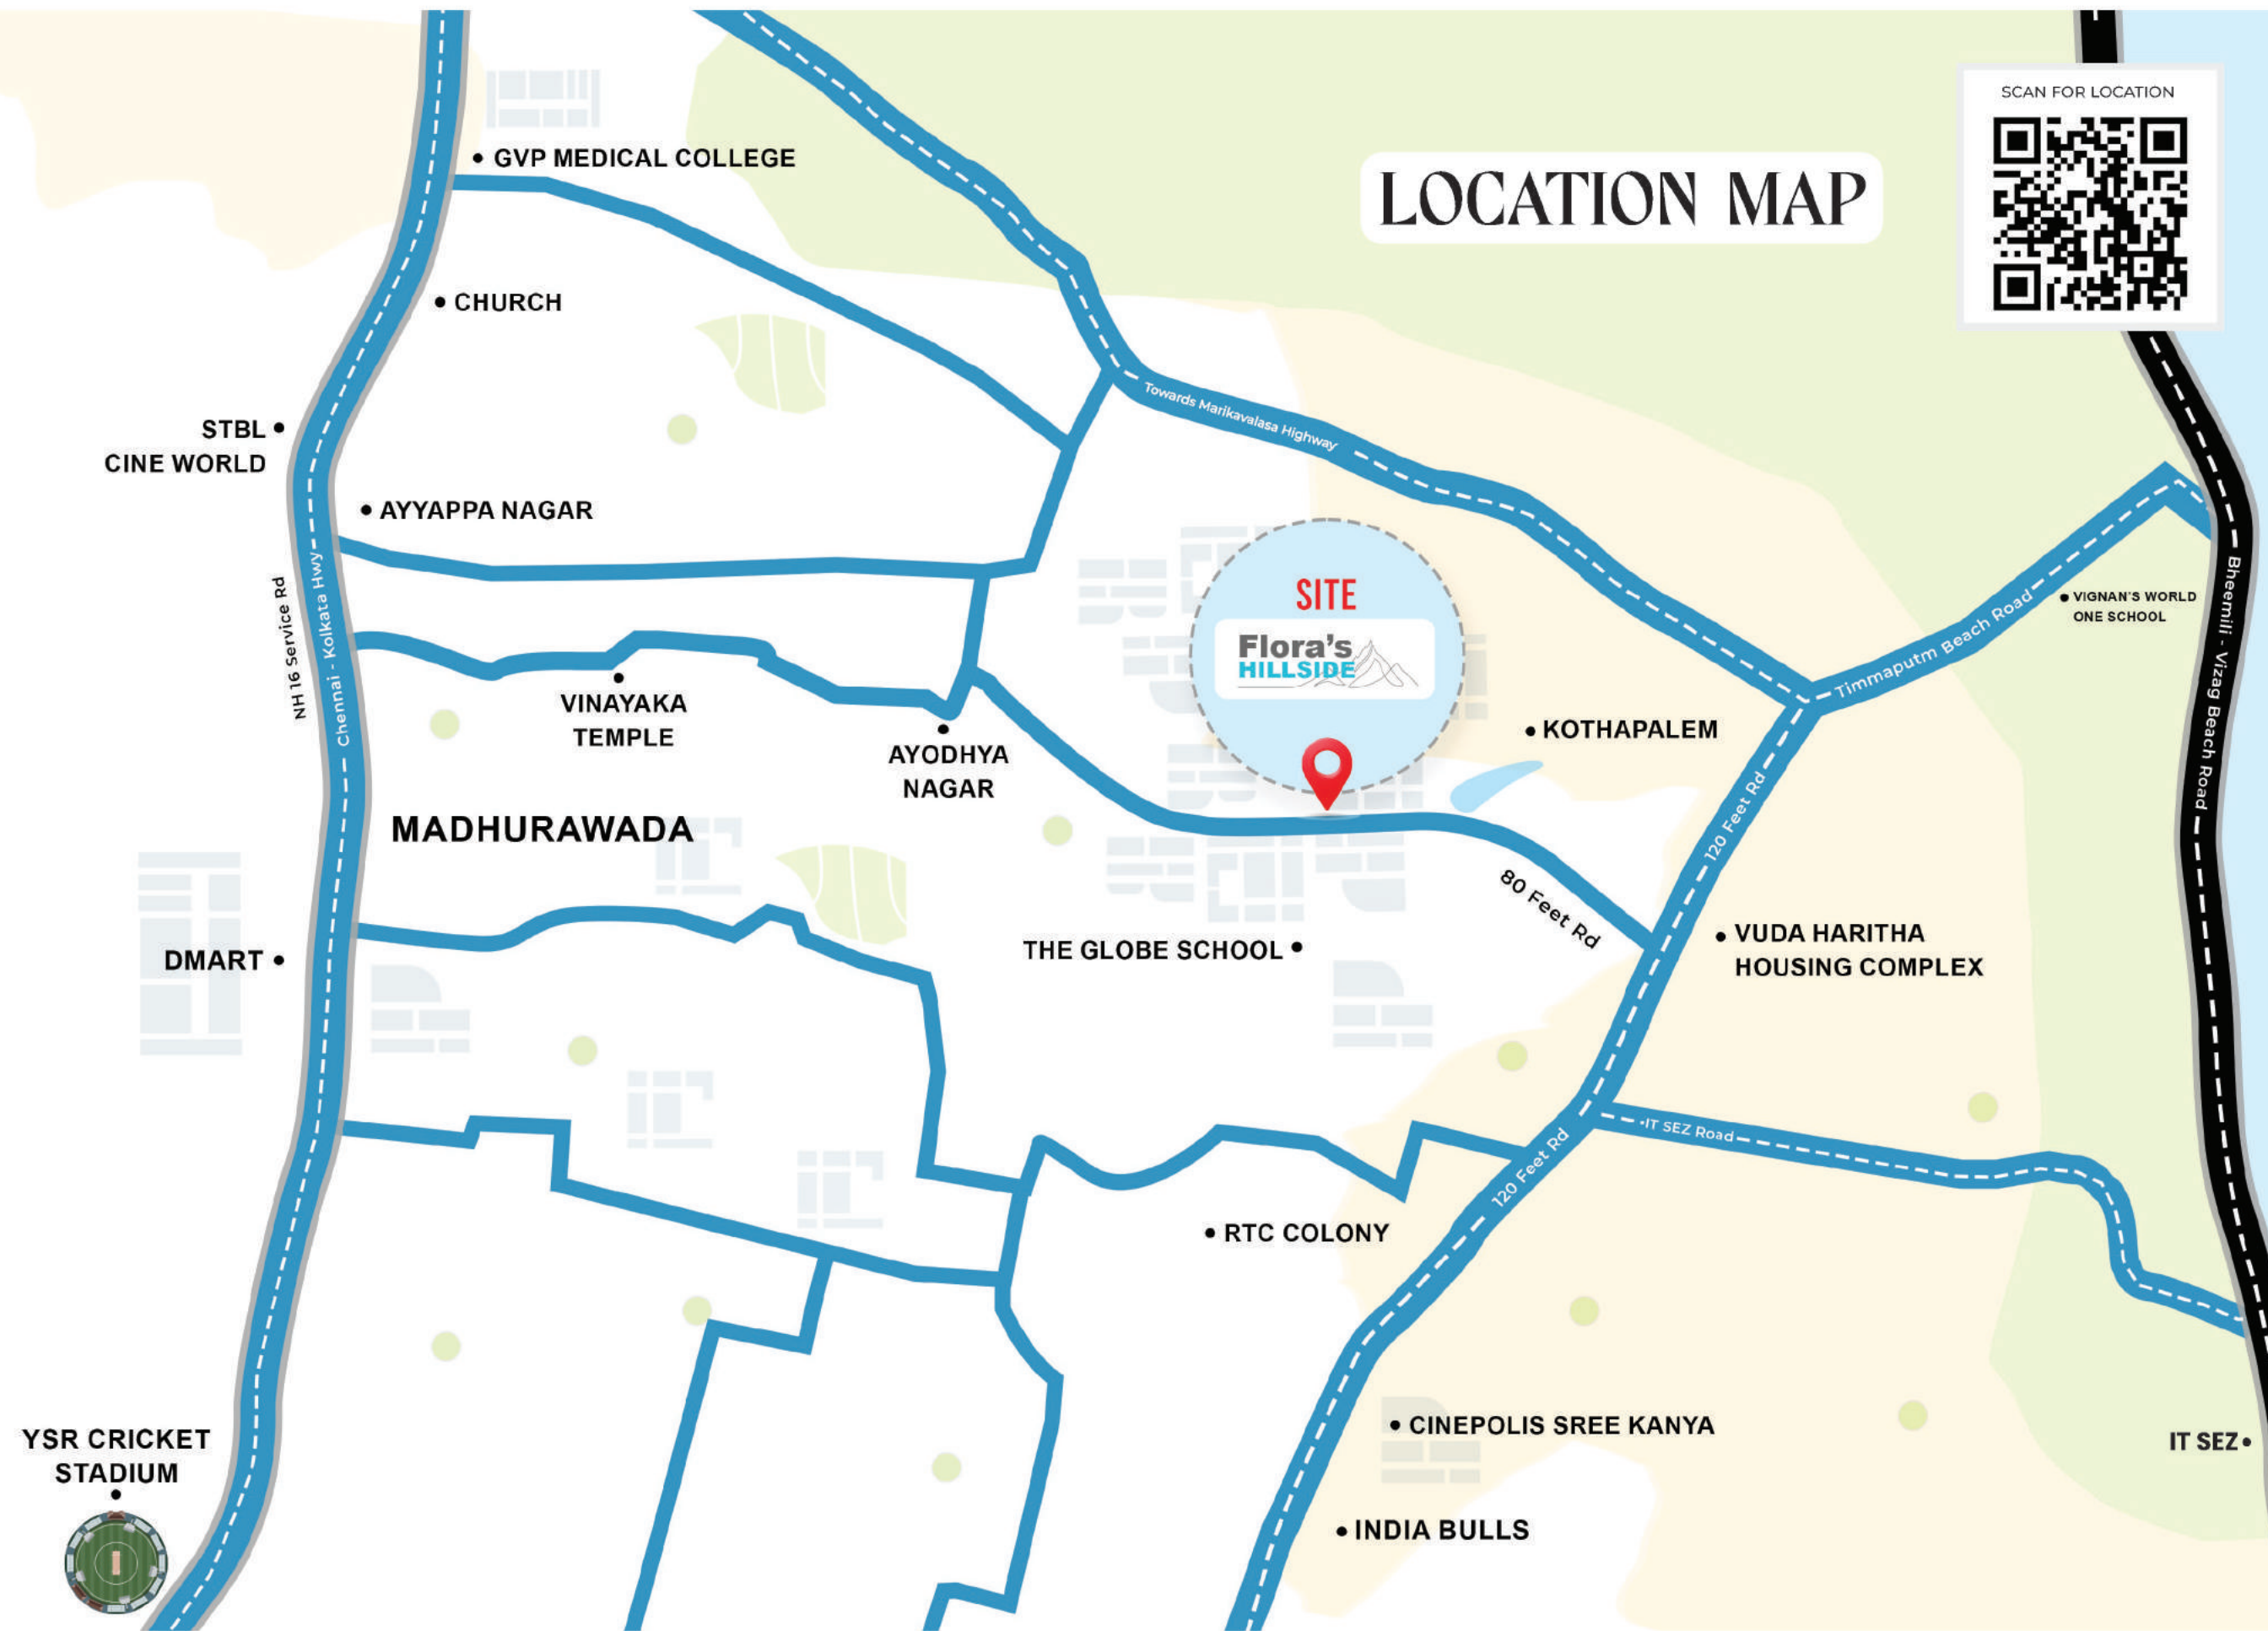 SCAN FOR LOCATION
LOCATION MAP
GVP MEDICAL COLLEGE
CHURCH
STBL
CINE WORLD
AYYAPPA NAGAR
NH 16 Service Rd
Chennai - Kolkata Hwy
Towards Marikavalasa Highway
SITE
Flora's
HILLSIDE
VINAYAKA
TEMPLE
AYODHYA
NAGAR
KOTHAPALEM
Timmaputm Beach Road
VIGNAN'S WORLD
ONE SCHOOL
Bheemili - Vizag Beach Road
MADHURAWADA
120 Feet Rd
80 Feet Rd
DMART
THE GLOBE SCHOOL
VUDA HARITHA
HOUSING COMPLEX
IT SEZ Road
120 Feet Rd
RTC COLONY
YSR CRICKET
STADIUM
CINEPOLIS SREE KANYA
IT SEZ
INDIA BULLS